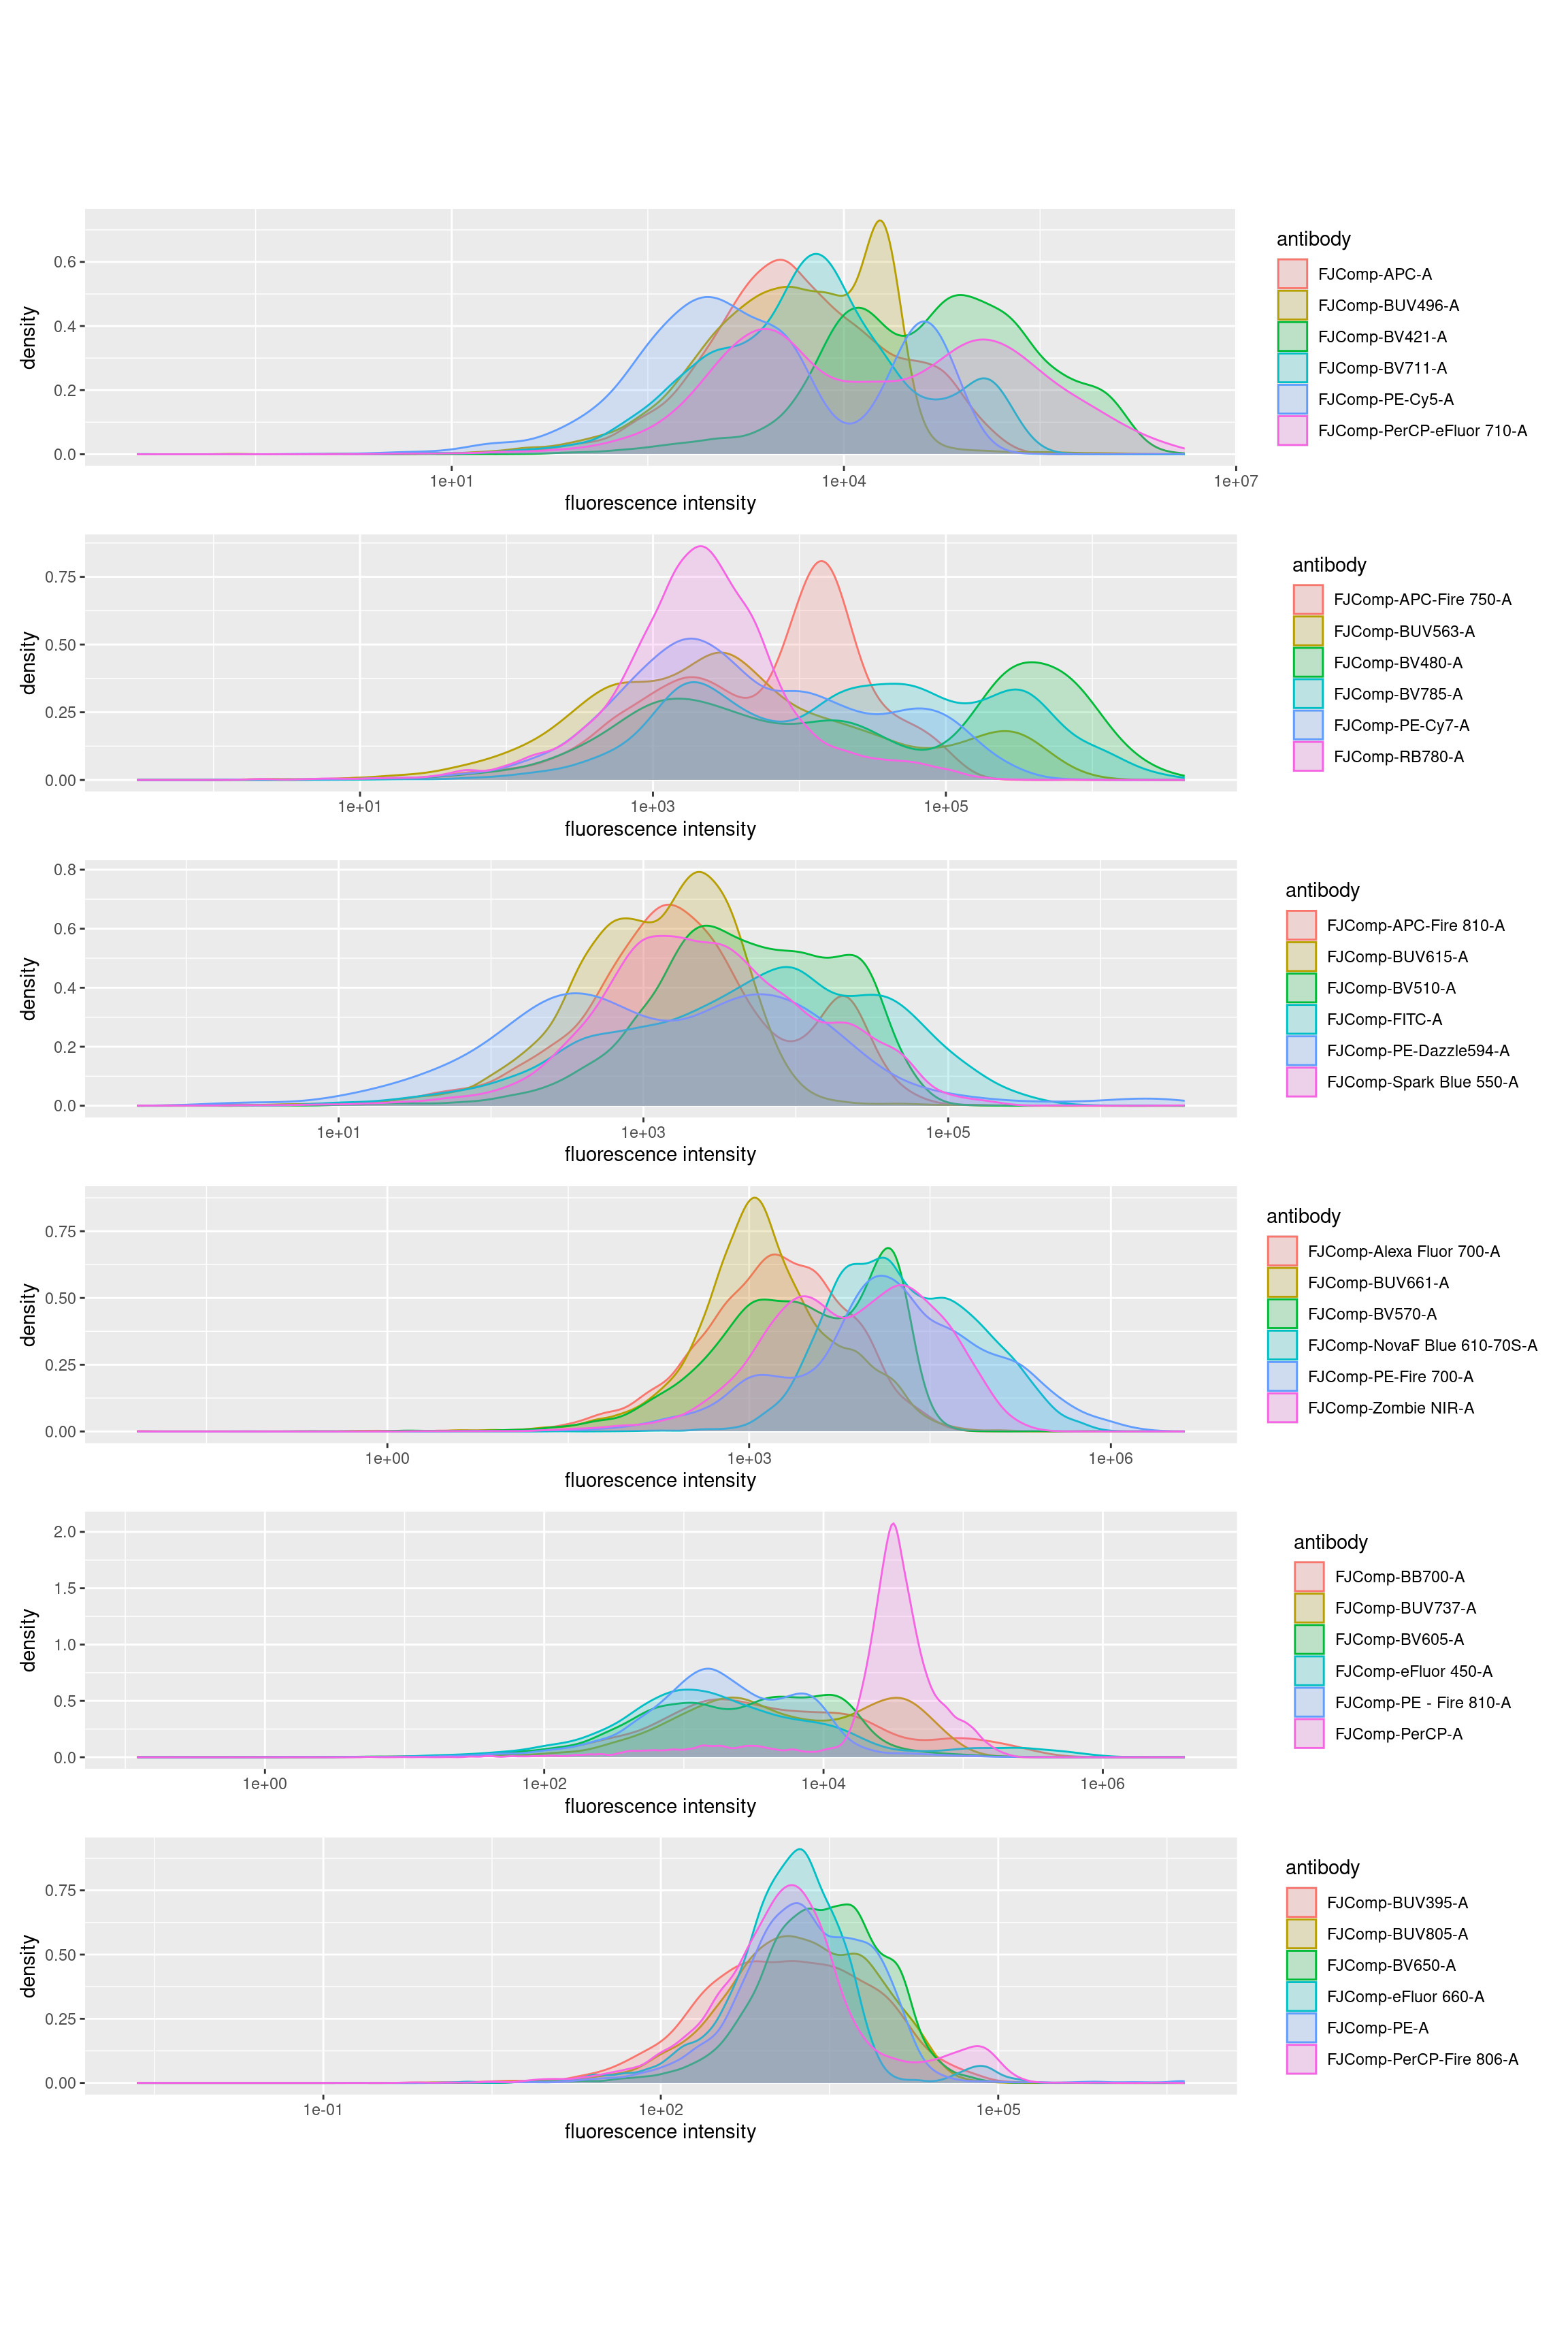 antibody
0.6
FJComp-APC-A
FJComp-BUV496-A
0.4
FJComp-BV421-A
density
FJComp-BV711-A
0.2
FJComp-PE-Cy5-A
FJComp-PerCP-eFluor 710-A
0.0
1e+01 1e+04 1e+07
fluorescence intensity
antibody
0.75
FJComp-APC-Fire 750-A
FJComp-BUV563-A
0.50
FJComp-BV480-A
density
FJComp-BV785-A
0.25
FJComp-PE-Cy7-A
FJComp-RB780-A
0.00
1e+01 1e+03 1e+05
fluorescence intensity
0.8
antibody
FJComp-APC-Fire 810-A
0.6
FJComp-BUV615-A
FJComp-BV510-A
density
0.4
FJComp-FITC-A
0.2
FJComp-PE-Dazzle594-A
FJComp-Spark Blue 550-A
0.0
1e+01 1e+03 1e+05
fluorescence intensity
antibody
0.75
FJComp-Alexa Fluor 700-A
FJComp-BUV661-A
0.50
FJComp-BV570-A
density
FJComp-NovaF Blue 610-70S-A
0.25
FJComp-PE-Fire 700-A
FJComp-Zombie NIR-A
0.00
1e+00 1e+03 1e+06
fluorescence intensity
2.0
antibody
1.5
FJComp-BB700-A
FJComp-BUV737-A
1.0
FJComp-BV605-A
density
FJComp-eFluor 450-A
0.5
FJComp-PE - Fire 810-A
FJComp-PerCP-A
0.0
1e+00 1e+02 1e+04 1e+06
fluorescence intensity
antibody
0.75
FJComp-BUV395-A
FJComp-BUV805-A
0.50
FJComp-BV650-A
density
FJComp-eFluor 660-A
0.25
FJComp-PE-A
FJComp-PerCP-Fire 806-A
0.00
1e-01 1e+02 1e+05
fluorescence intensity